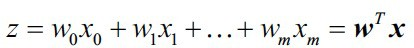 z = w₀x₀ + w₁x₁ + ... + wₘxₘ = wᵀx